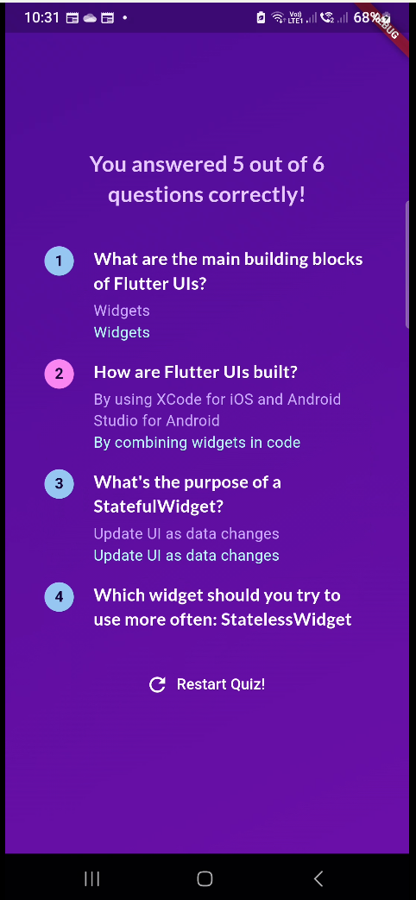 10:31
Vo)) LTE1
68%
You answered 5 out of 6
questions correctly!
1
What are the main building blocks
of Flutter UIs?
Widgets
Widgets
2
How are Flutter UIs built?
By using XCode for iOS and Android
Studio for Android
By combining widgets in code
3
What's the purpose of a
StatefulWidget?
Update UI as data changes
Update UI as data changes
4
Which widget should you try to
use more often: StatelessWidget
Restart Quiz!